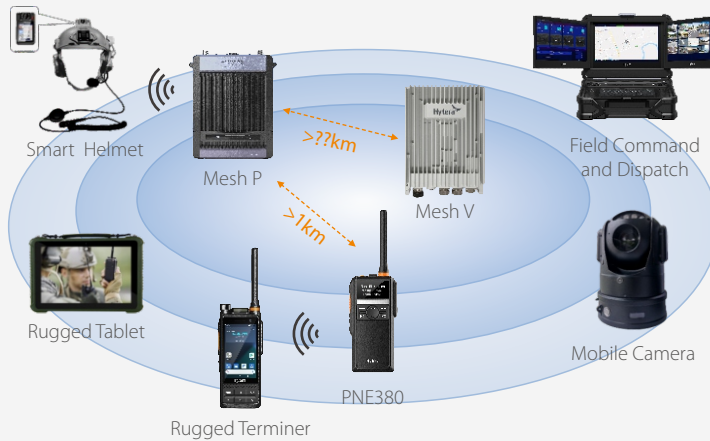 Smart Helmet
Mesh P
>??km
Hytera
Mesh V
Field Command
and Dispatch
>1km
Rugged Tablet
Rugged Terminer
PNE380
Mobile Camera